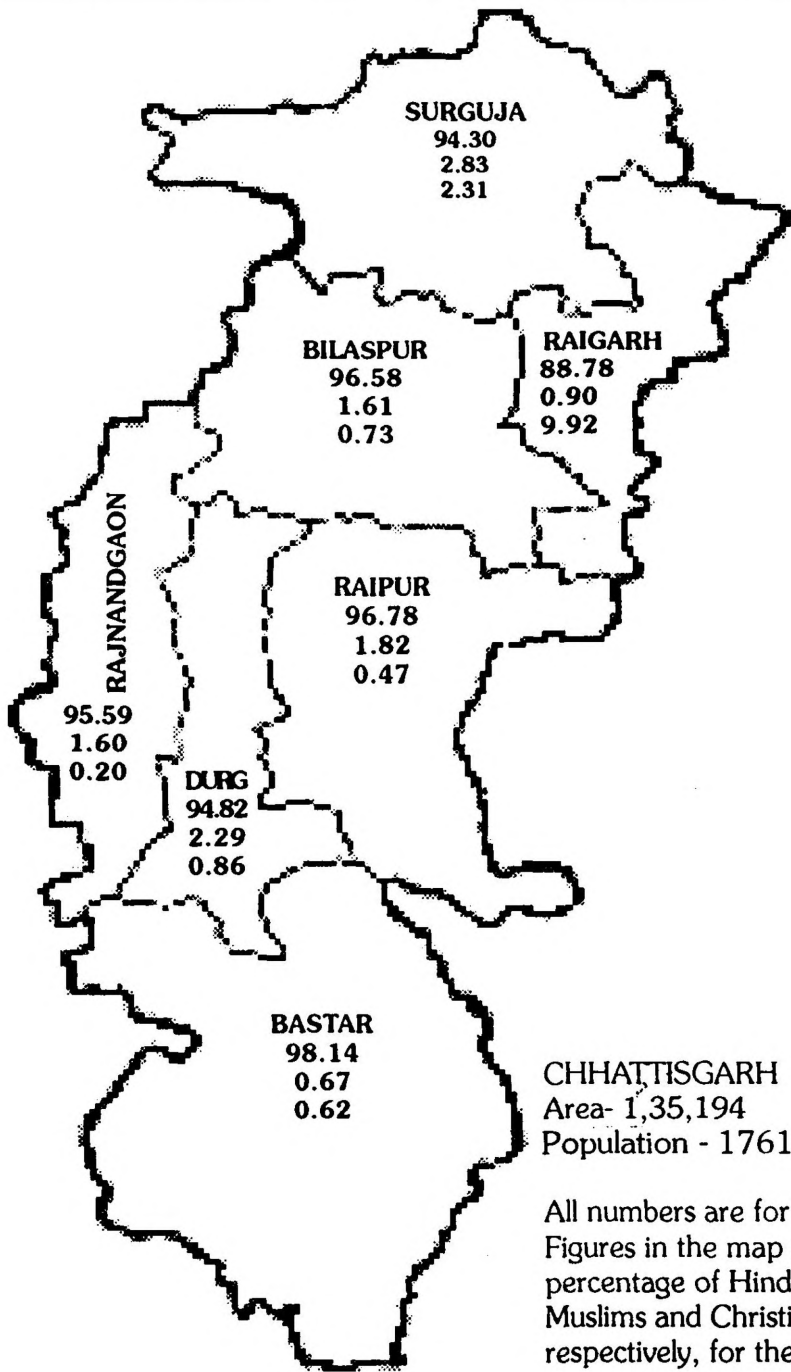 SURGUJA
94.30
2.83
2.31
BILASPUR
96.58
1.61
0.73
RAIGARH
88.78
0.90
9.92
RAJNANDGAON
95.59
1.60
0.20
RAIPUR
96.78
1.82
0.47
DURG
94.82
2.29
0.86
BASTAR
98.14
0.67
0.62
CHHATTISGARH
Area- 1,35,194
Population - 1761
All numbers are for
Figures in the map
percentage of Hind
Muslims and Christi
respectively, for the